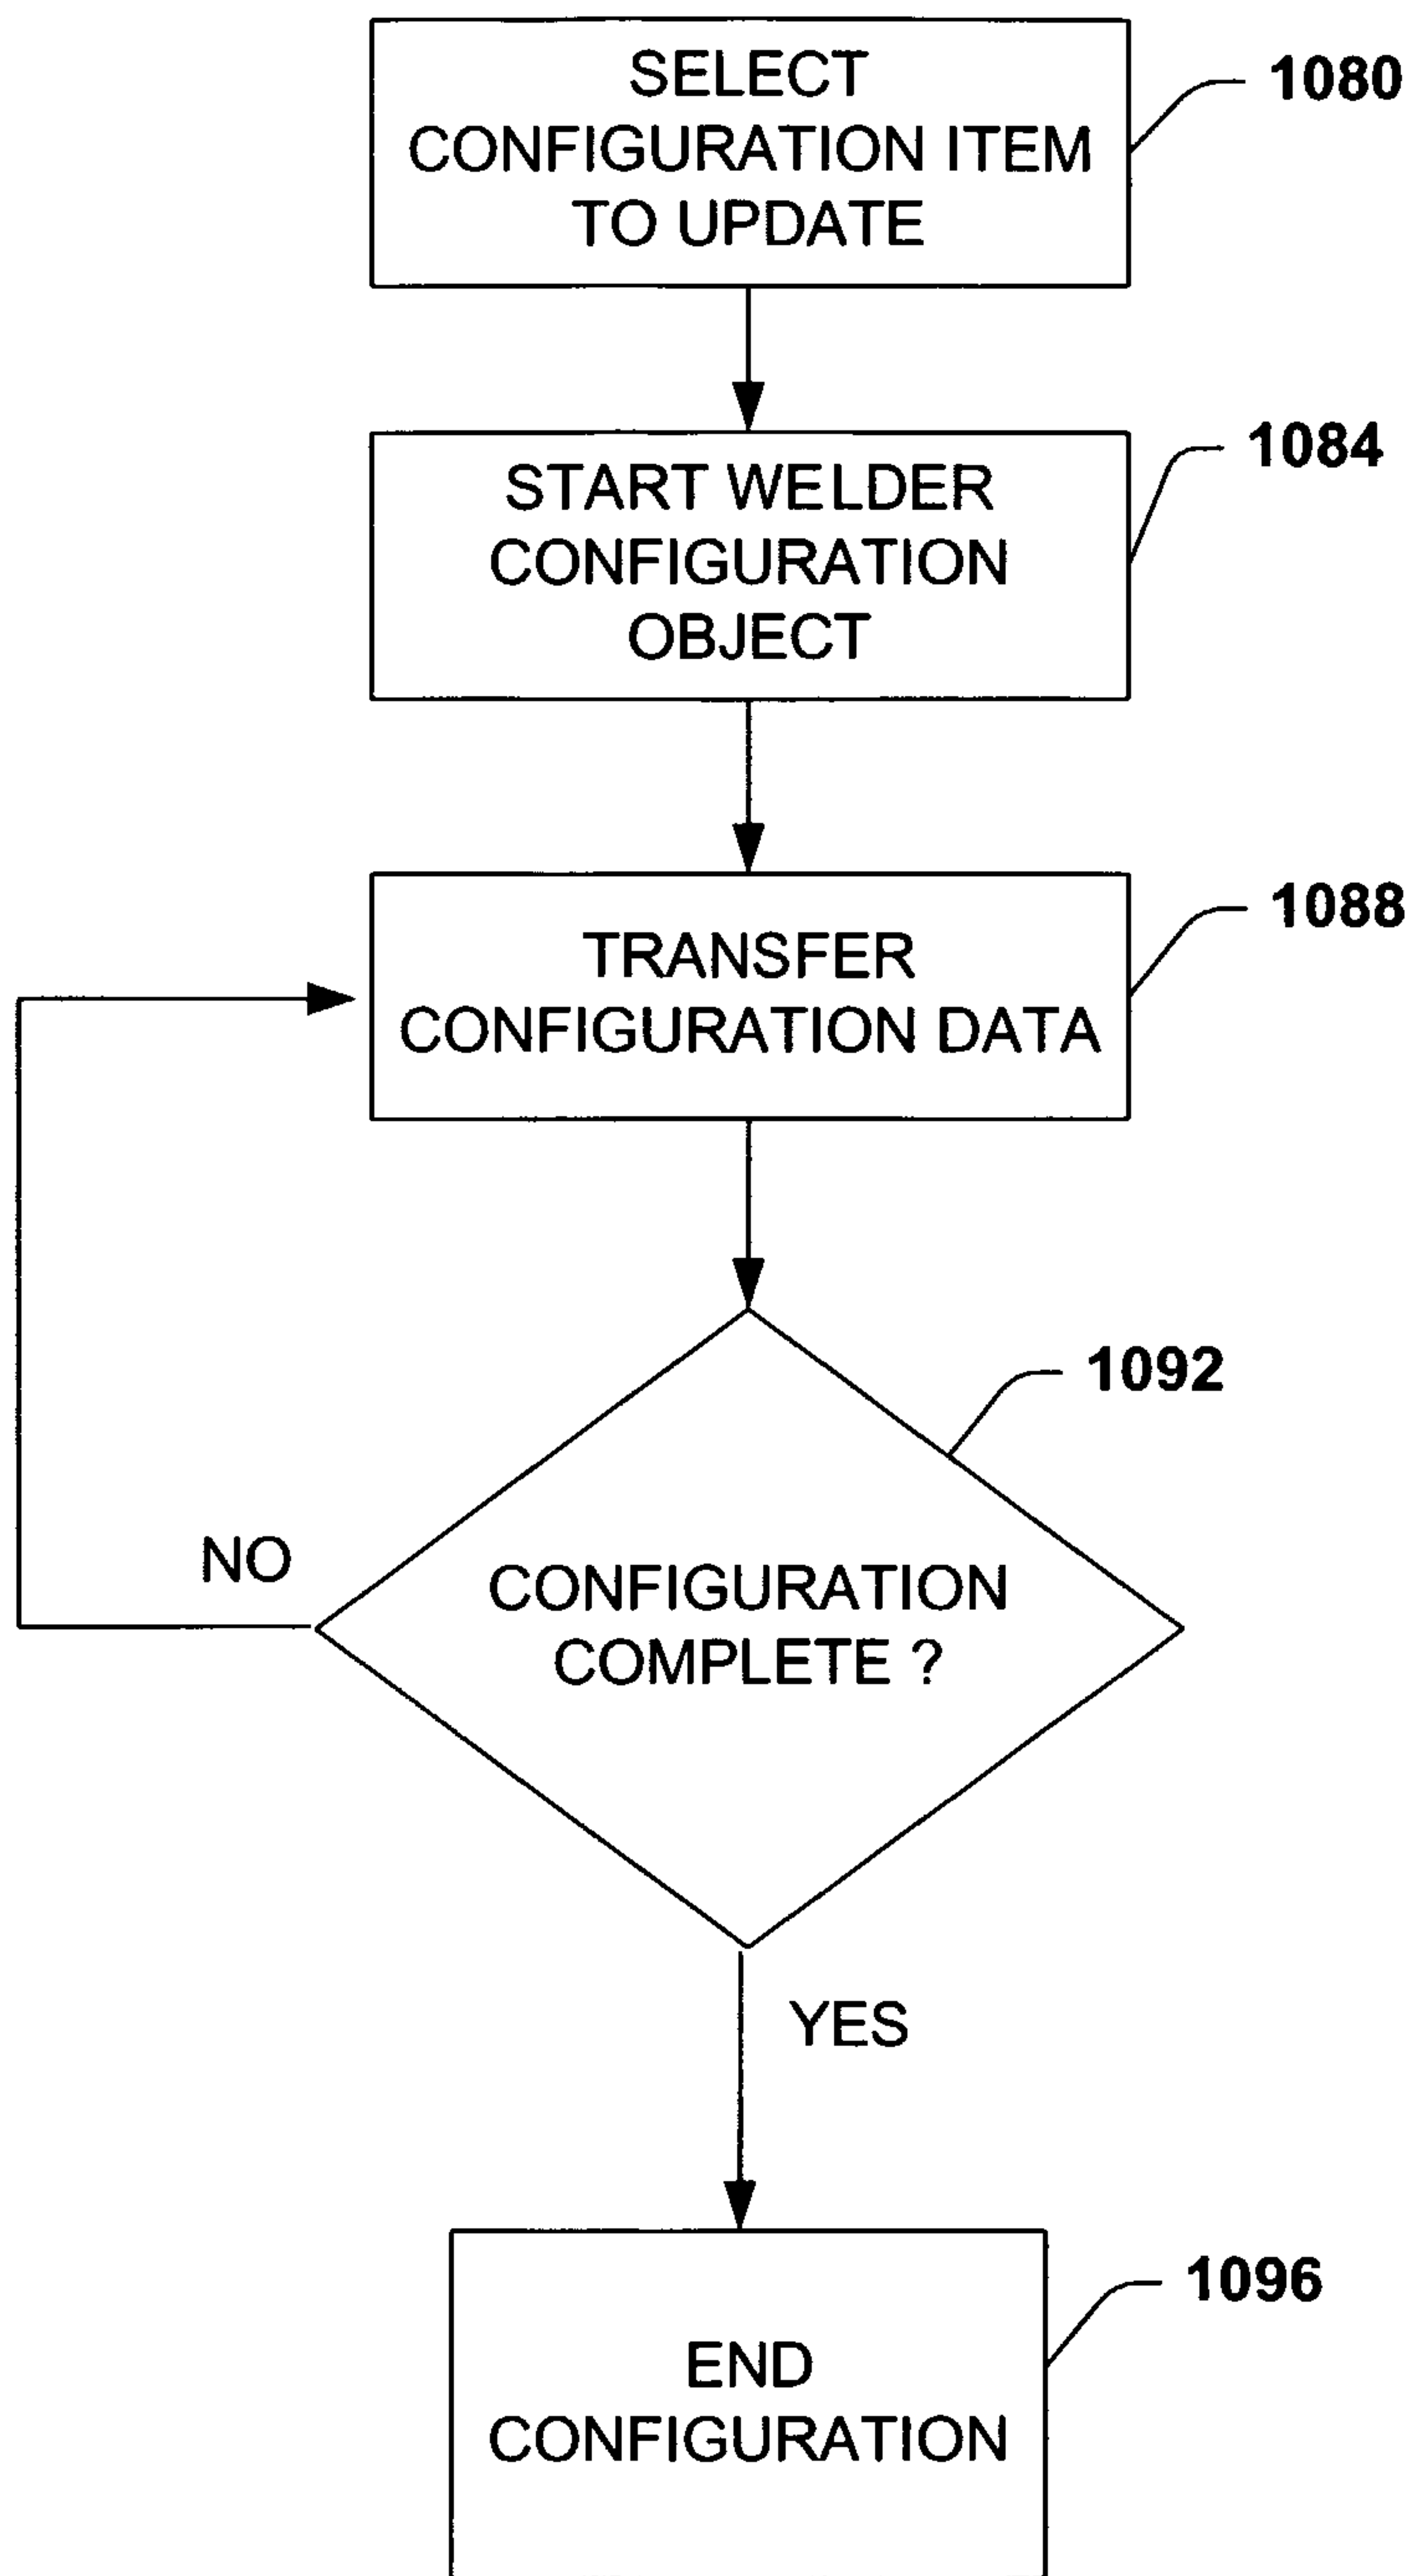 SELECT
CONFIGURATION ITEM
TO UPDATE
1080
START WELDER
CONFIGURATION
OBJECT
1084
TRANSFER
CONFIGURATION DATA
1088
1092
NO
CONFIGURATION
COMPLETE ?
YES
1096
END
CONFIGURATION